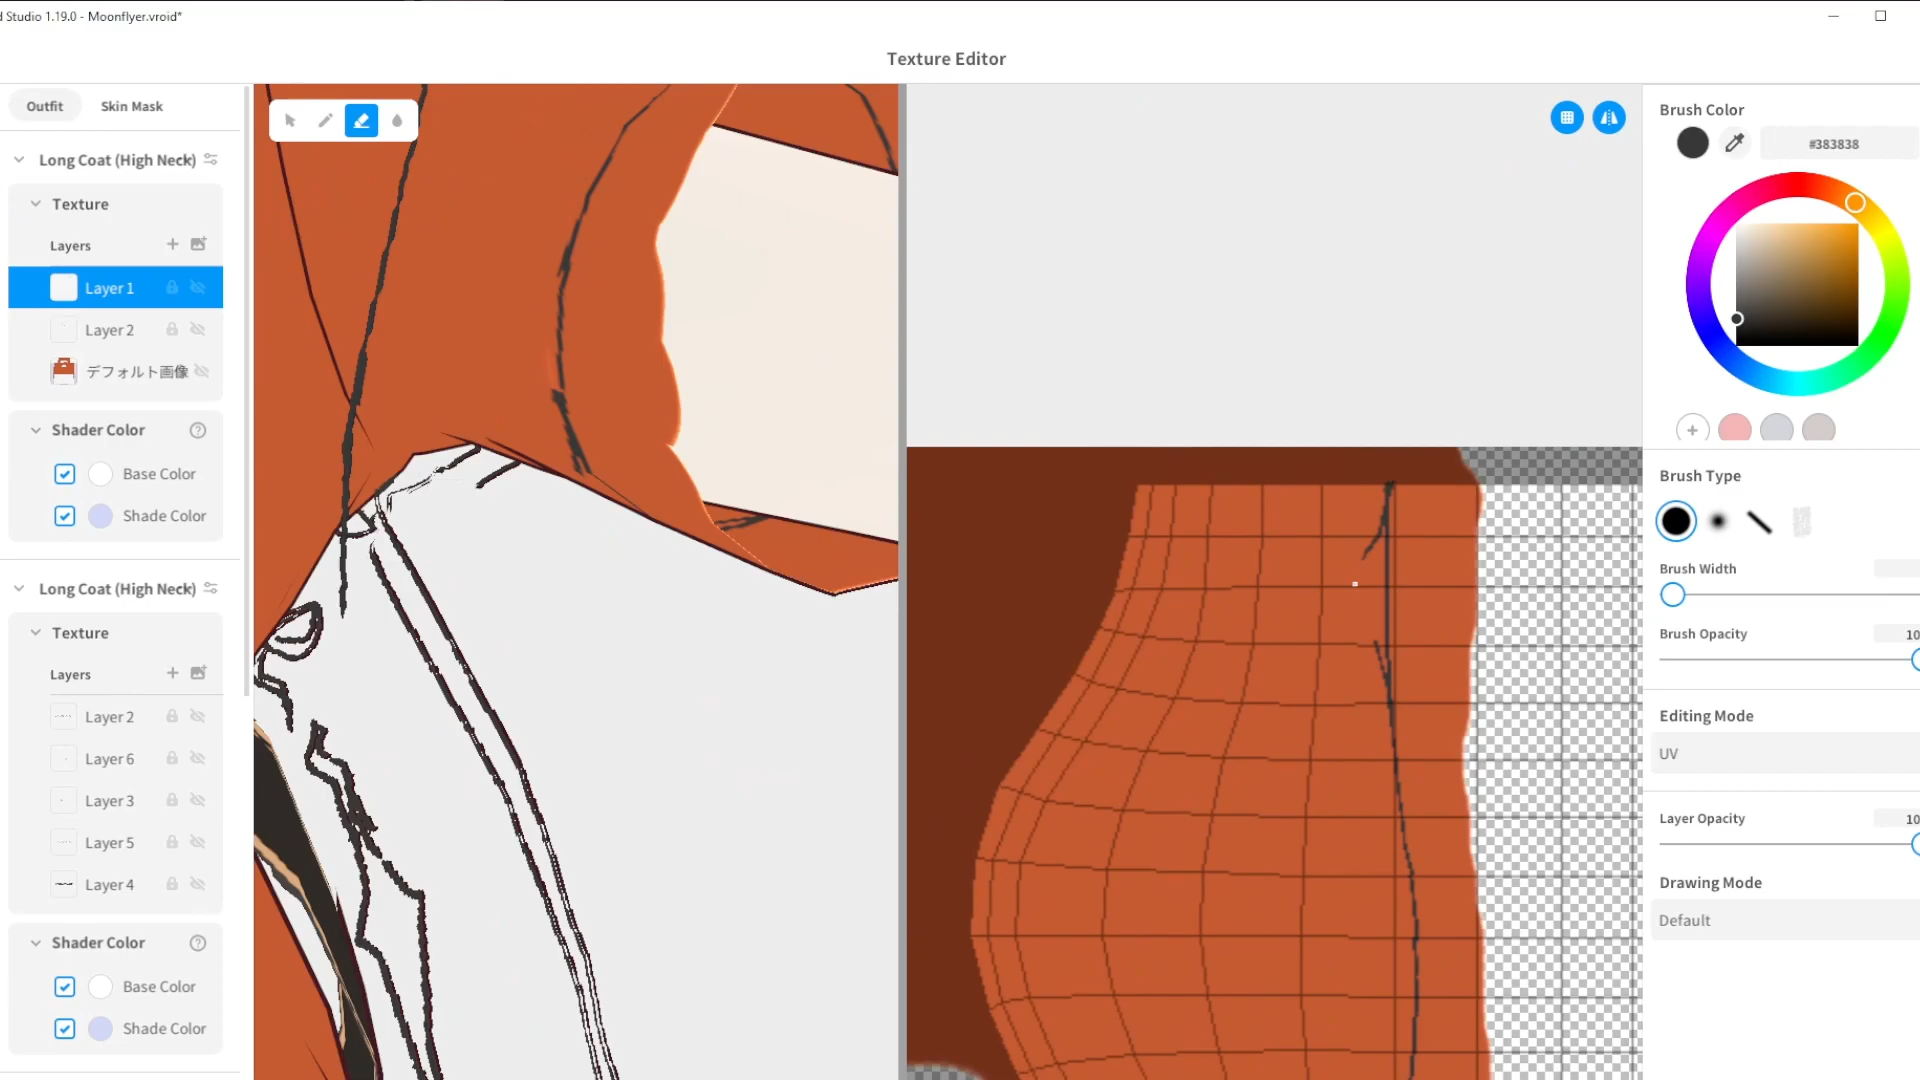 d Studio 1.19.0 - Moonflyer.vroid*
Texture Editor
Outfit
Skin Mask
Long Coat (High Neck)
Texture
Layers
Layer 1
Layer 2
デフォルト画像
Shader Color
Base Color
Shade Color
Long Coat (High Neck)
Texture
Layers
Layer 2
Layer 6
Layer 3
Layer 5
Layer 4
Shader Color
Base Color
Shade Color
Brush Color
#383838
Brush Type
Brush Width
Brush Opacity
10
Editing Mode
UV
Layer Opacity
10
Drawing Mode
Default